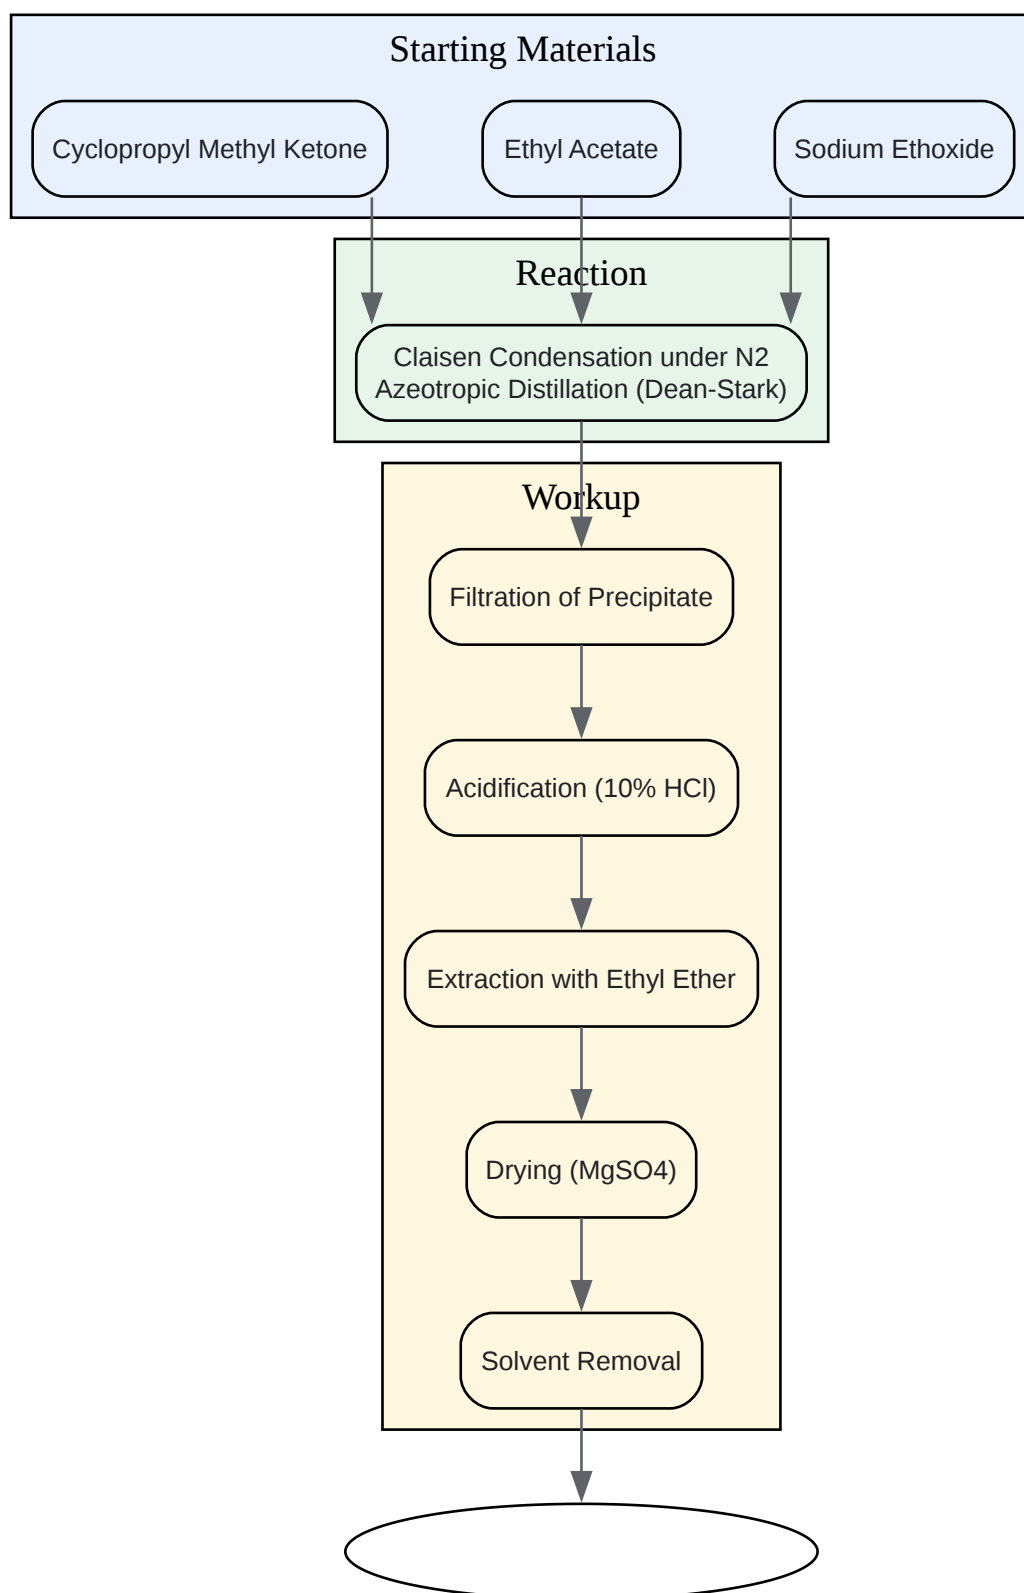 Starting Materials
Cyclopropyl Methyl Ketone
Ethyl Acetate
Sodium Ethoxide
Reaction
Claisen Condensation under N2
Azeotropic Distillation (Dean-Stark)
Workup
Filtration of Precipitate
Acidification (10% HCl)
Extraction with Ethyl Ether
Drying (MgSO4)
Solvent Removal